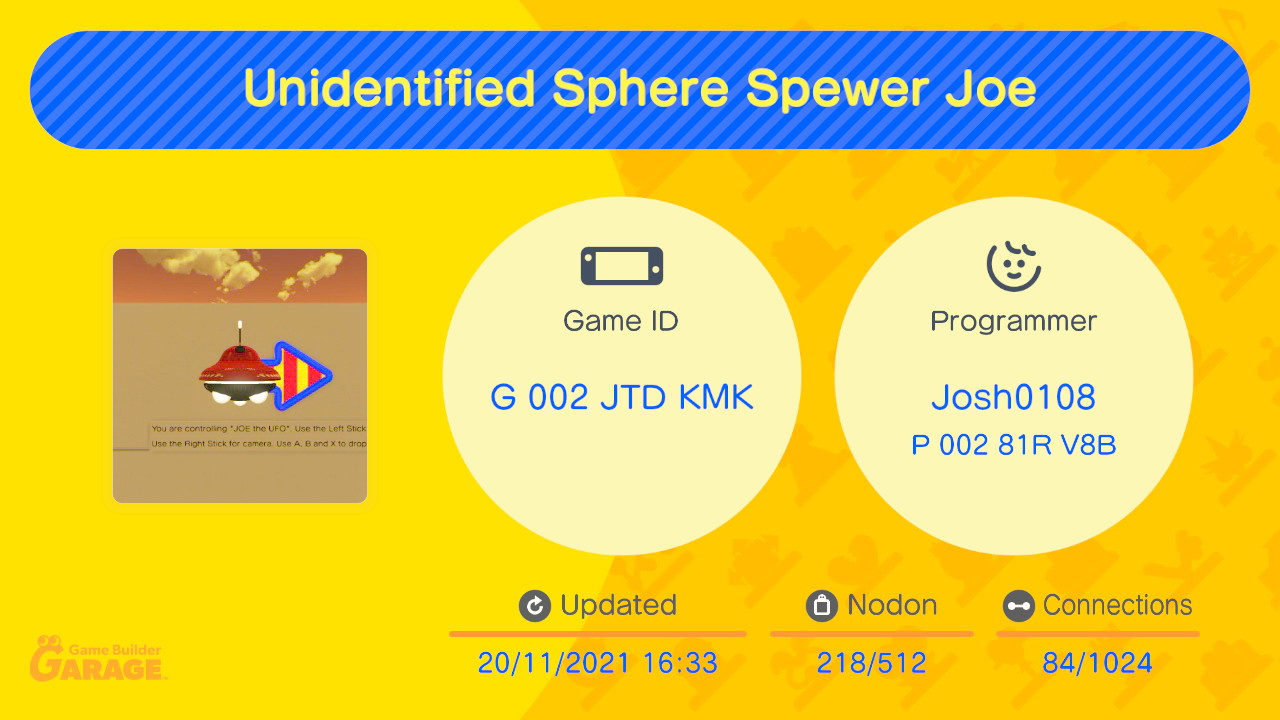 Unidentified Sphere Spewer Joe
Game ID
G 002 JTD KMK
Programmer
Josh0108
P 002 81R V8B
You are controlling "JOE the UFO". Use the Left Stick
Use the Right Stick for camera. Use A, B and X to drop
Updated
20/11/2021 16:33
Nodon
218/512
Connections
84/1024
Game Builder
GARAGE